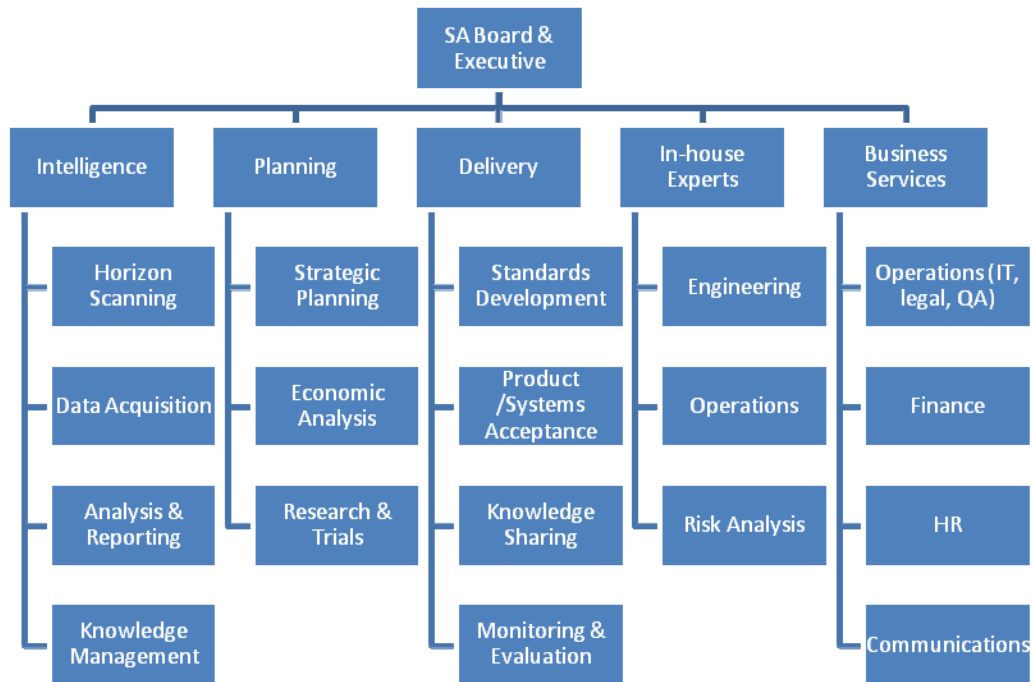 SA Board &
Executive
Intelligence
Planning
Delivery
In-house
Experts
Business
Services
Horizon
Scanning
Strategic
Planning
Standards
Development
Engineering
Operations (IT,
legal, QA)
Data Acquisition
Economic
Analysis
Product
/Systems
Acceptance
Operations
Finance
Analysis &
Reporting
Research &
Trials
Knowledge
Sharing
Risk Analysis
HR
Knowledge
Management
Monitoring &
Evaluation
Communications